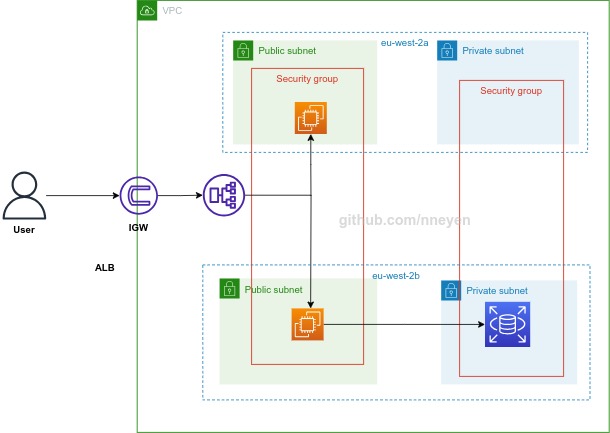 VPC
eu-west-2a
Public subnet
Private subnet
Security group
Security group
User
IGW
github.com/nneyen
ALB
eu-west-2b
Public subnet
Private subnet